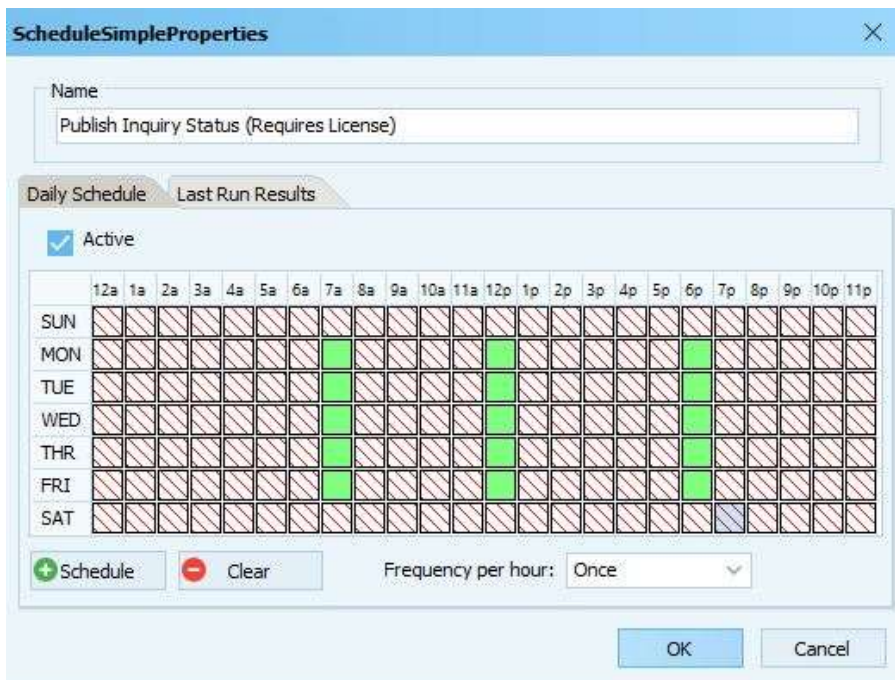 ScheduleSimpleProperties
Name
Publish Inquiry Status (Requires License)
Daily Schedule Last Run Results
Active
12a 1a 2a 3a 4a 5a 6a 7a 8a 9a 10a 11a 12p 1p 2p 3p 4p 5p 6p 7p 8p 9p 10p 11p
SUN
MON
TUE
WED
THR
FRI
SAT
Schedule Clear Frequency per hour: Once
OK Cancel